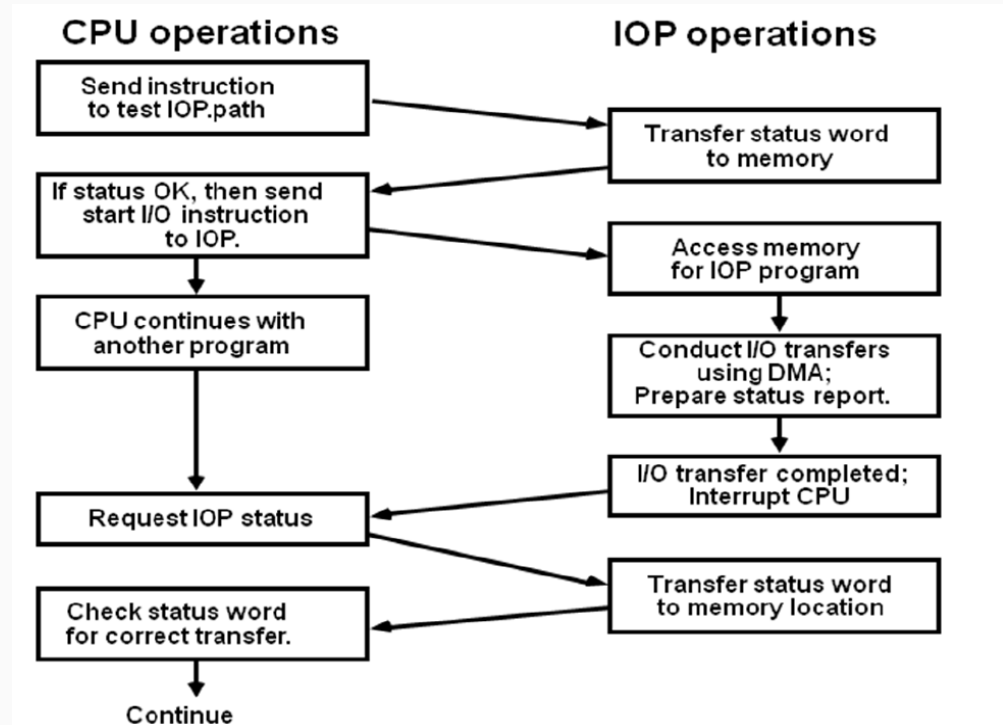 CPU operations
IOP operations
Send instruction
to test IOP.path
Transfer status word
to memory
If status OK, then send
start I/O instruction
to IOP.
Access memory
for IOP program
CPU continues with
another program
Conduct I/O transfers
using DMA;
Prepare status report.
I/O transfer completed;
Interrupt CPU
Request IOP status
Transfer status word
to memory location
Check status word
for correct transfer.
Continue